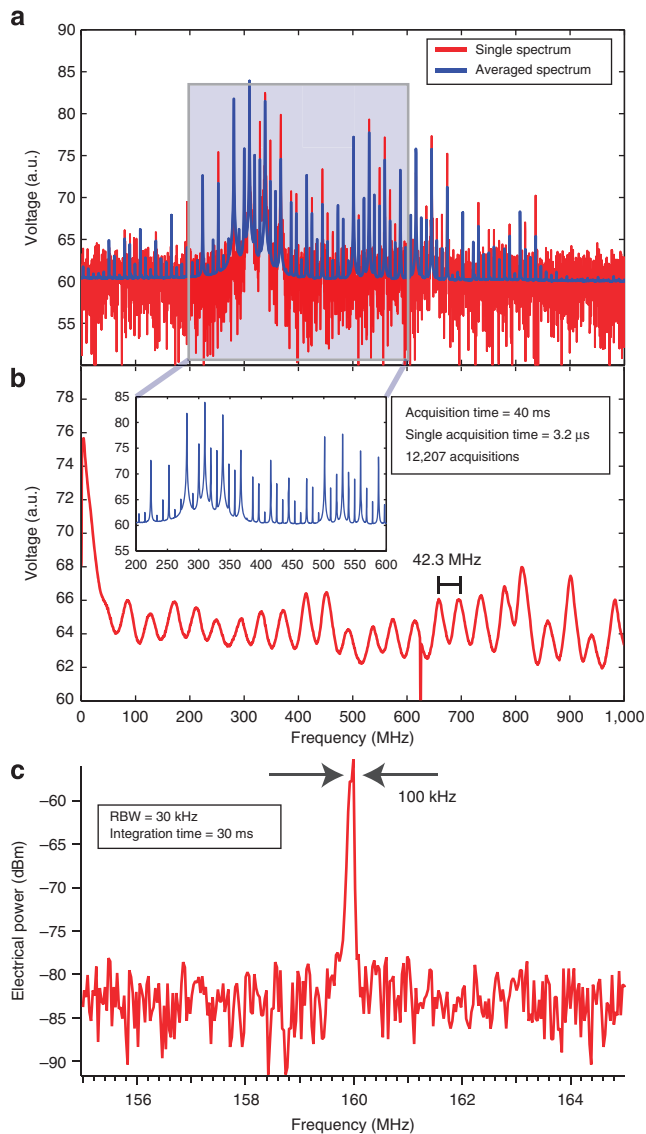 a
90
85
80
75
70
65
60
55
Voltage (a.u.)
Single spectrum
Averaged spectrum
b
78
76
74
72
70
68
66
64
62
60
Voltage (a.u.)
85
80
75
70
65
60
55
200 250 300 350 400 450 500 550 600
Acquisition time = 40 ms
Single acquisition time = 3.2 μs
12,207 acquisitions
42.3 MHz
0 100 200 300 400 500 600 700 800 900 1,000
Frequency (MHz)
c
−60
−65
−70
−75
−80
−85
−90
Electrical power (dBm)
RBW = 30 kHz
Integration time = 30 ms
100 kHz
156 158 160 162 164
Frequency (MHz)